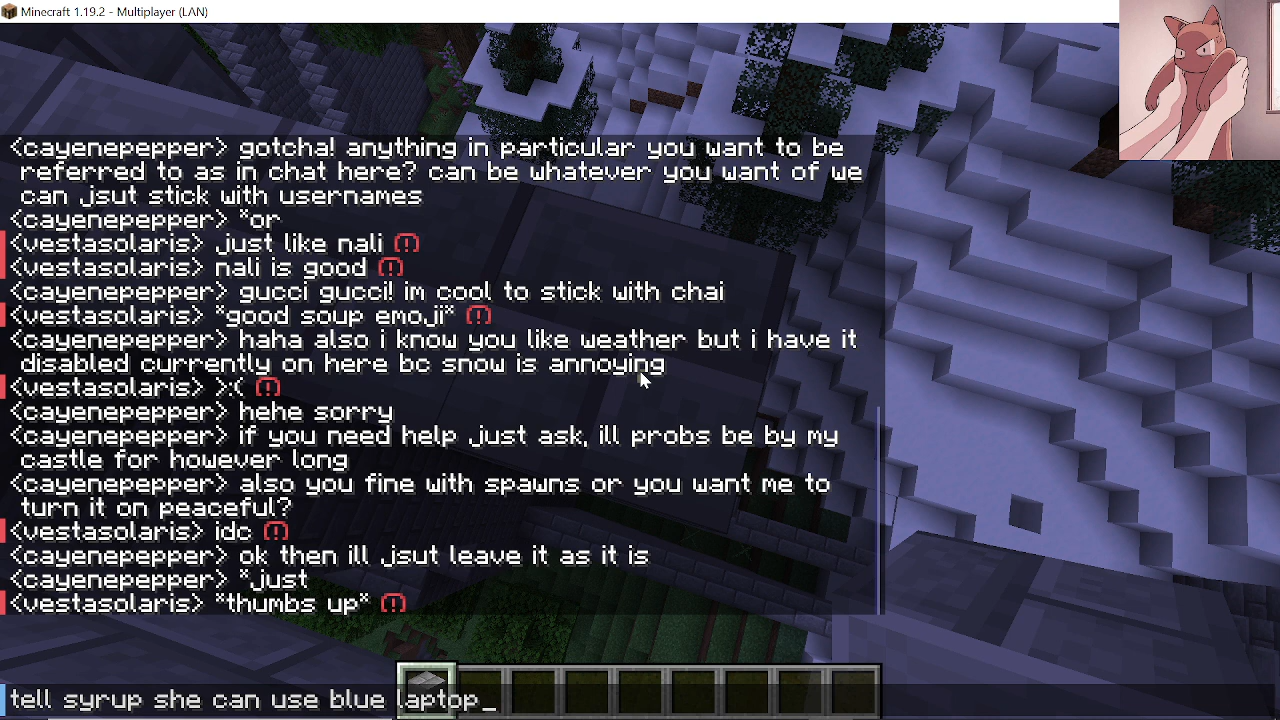 Minecraft 1.19.2 - Multiplayer (LAN)
<cayenepepper> gotcha! anything in particular you want to be
referred to as in chat here? can be whatever you want of we
can jsut stick with usernames
<cayenepepper> *or
<vestasolaris> just like nali (!)
<vestasolaris> nali is good (!)
<cayenepepper> gucci gucci! im cool to stick with chai
<vestasolaris> *good soup emoji* (!)
<cayenepepper> haha also i know you like weather but i have it
disabled currently on here bc snow is annoying
<vestasolaris> >:( (!)
<cayenepepper> hehe sorry
<cayenepepper> if you need help just ask, ill probs be by my
castle for however long
<cayenepepper> also you fine with spawns or you want me to
turn it on peaceful?
<vestasolaris> idc (!)
<cayenepepper> ok then ill jsut leave it as it is
<cayenepepper> *just
<vestasolaris> *thumbs up* (!)
tell syrup she can use blue laptop_